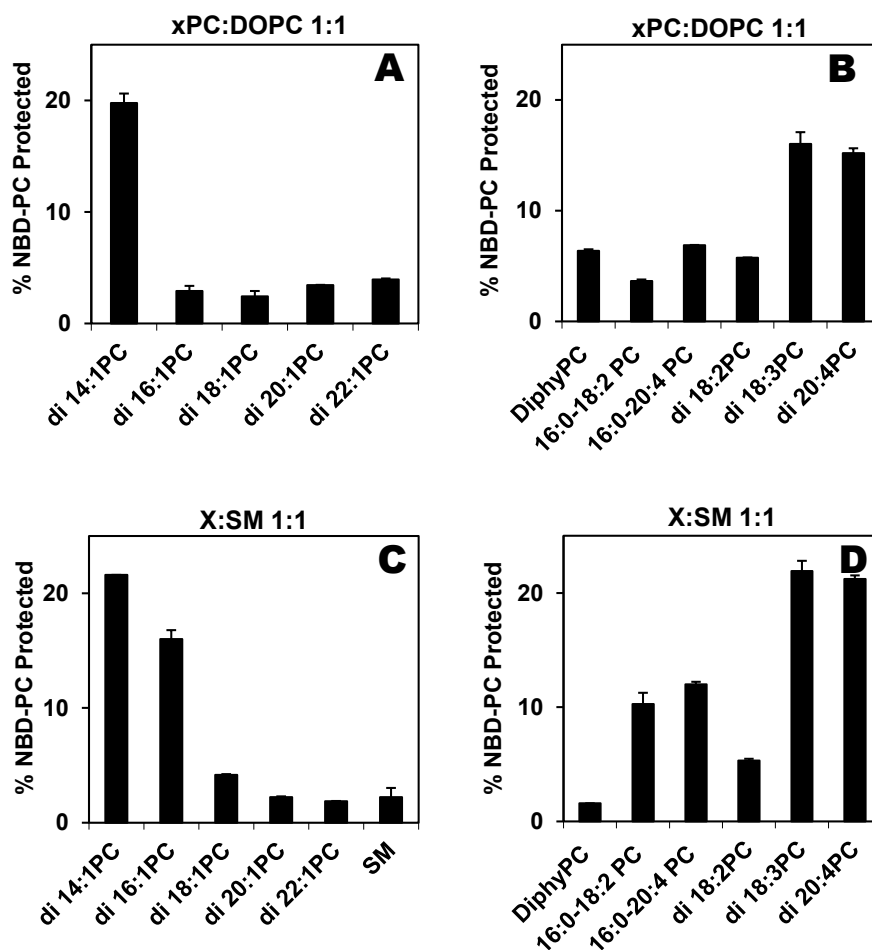 xPC:DOPC 1:1
A
% NBD-PC Protected
20
10
0
di 14:1PC
di 16:1PC
di 18:1PC
di 20:1PC
di 22:1PC
xPC:DOPC 1:1
B
% NBD-PC Protected
20
10
0
DiphyPC
16:0-18:2 PC
16:0-20:4 PC
di 18:2PC
di 18:3PC
di 20:4PC
X:SM 1:1
C
% NBD-PC Protected
20
10
0
di 14:1PC
di 16:1PC
di 18:1PC
di 20:1PC
di 22:1PC
SM
X:SM 1:1
D
% NBD-PC Protected
20
10
0
DiphyPC
16:0-18:2 PC
16:0-20:4 PC
di 18:2PC
di 18:3PC
di 20:4PC